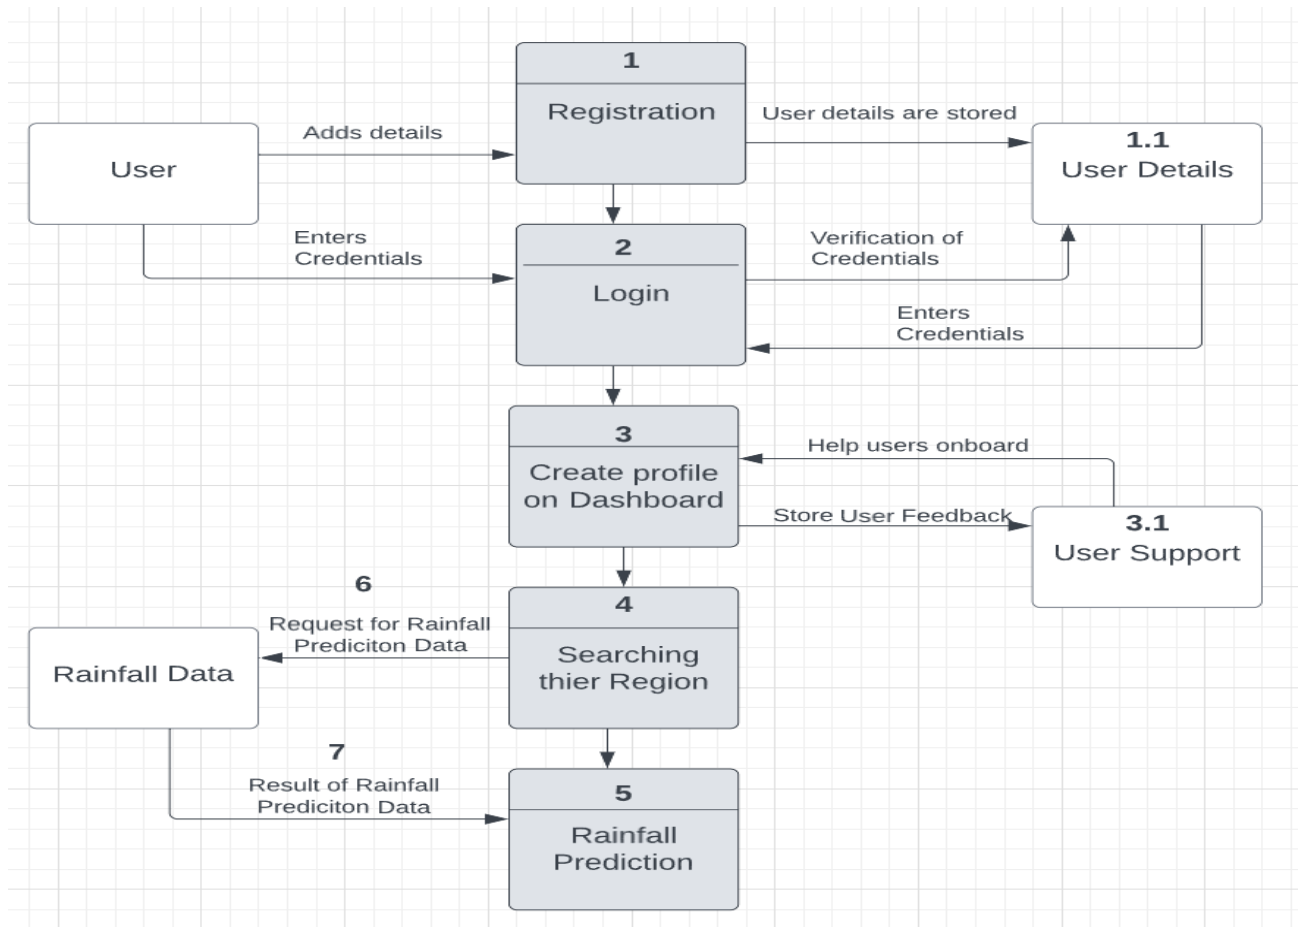 1
Registration
Adds details
User details are stored
User
1.1
User Details
Enters
Credentials
2
Login
Verification of
Credentials
Enters
Credentials
3
Create profile
on Dashboard
Help users onboard
Store User Feedback
3.1
User Support
6
Request for Rainfall
Prediciton Data
4
Searching
thier Region
Rainfall Data
7
Result of Rainfall
Prediciton Data
5
Rainfall
Prediction